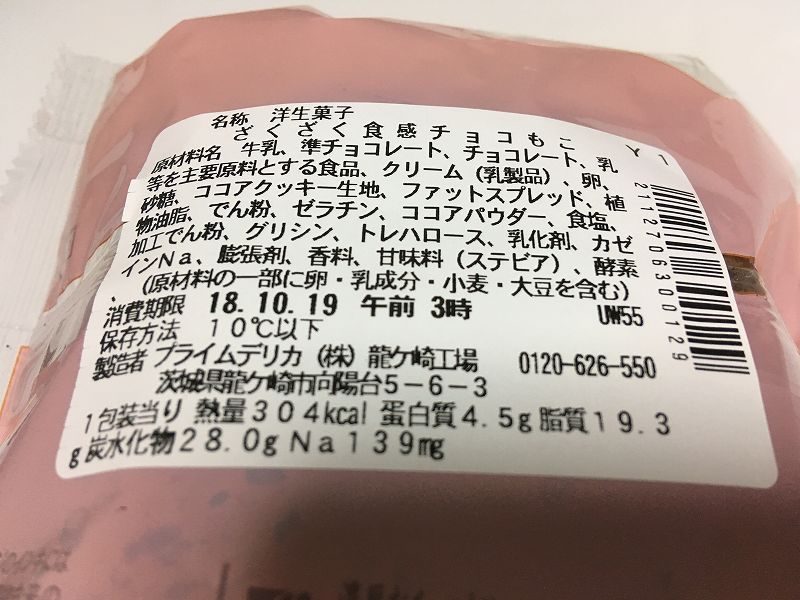 名称 洋生菓子
ざくざく食感チョコもこ
Y 1
原材料名 牛乳、準チョコレート、チョコレート、乳
等を主要原料とする食品、クリーム（乳製品）、卵、
砂糖、ココアクッキー生地、ファットスプレッド、植
物油脂、でん粉、ゼラチン、ココアパウダー、食塩、
加工でん粉、グリシン、トレハロース、乳化剤、カゼ
インNa、膨張剤、香料、甘味料（ステビア）、酵素
、（原材料の一部に卵・乳成分・小麦・大豆を含む）
消費期限 18.10.19 午前 3時 UW55
保存方法 10℃以下
製造者 プライムデリカ（株）龍ケ崎工場 0120-626-550
茨城県龍ケ崎市向陽台5－6－3
1包装当り 熱量304kcal 蛋白質4.5g 脂質19.3
g 炭水化物28.0g Na139mg
2112706300129